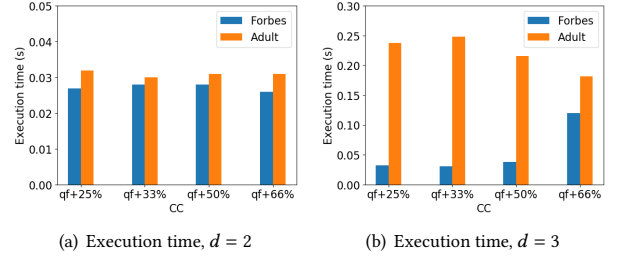 0.05
0.04
0.03
0.02
0.01
0.00
Execution time (s)
Forbes
Adult
qf+25% qf+33% qf+50% qf+66%
CC
(a) Execution time, d = 2
0.30
0.25
0.20
0.15
0.10
0.05
0.00
Execution time (s)
Forbes
Adult
qf+25% qf+33% qf+50% qf+66%
CC
(b) Execution time, d = 3